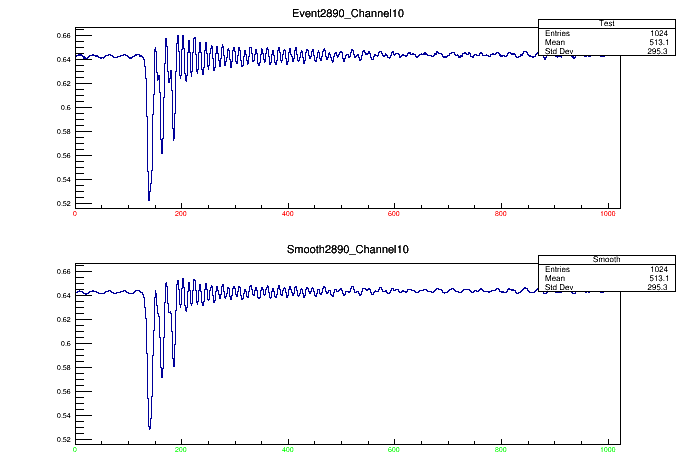 Event2890_Channel10
Test
Entries 1024
Mean 513.1
Std Dev 295.3
0.66
0.64
0.62
0.6
0.58
0.56
0.54
0.52
0 200 400 600 800 1000
Smooth2890_Channel10
Smooth
Entries 1024
Mean 513.1
Std Dev 295.3
0.66
0.64
0.62
0.6
0.58
0.56
0.54
0.52
0 200 400 600 800 1000